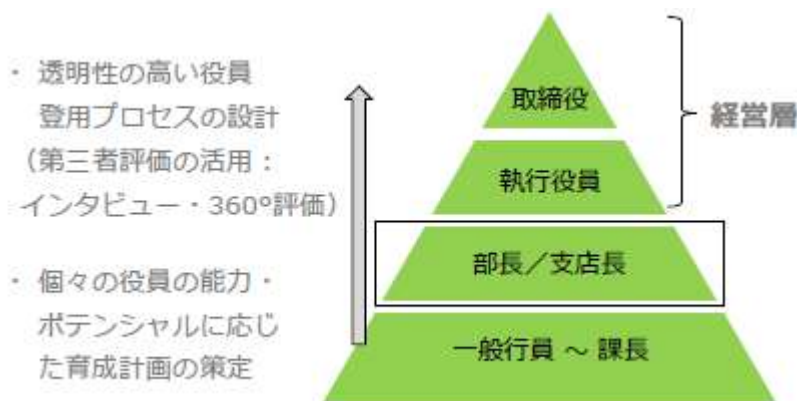 ・ 透明性の高い役員
登用プロセスの設計
（第三者評価の活用：
インタビュー・360°評価）
・ 個々の役員の能力・
ポテンシャルに応じ
た育成計画の策定
取締役
執行役員
部長／支店長
一般行員 ～ 課長
経営層